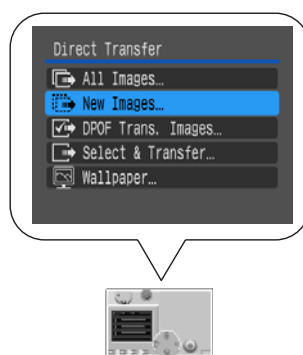 Direct Transfer
All Images...
New Images...
DPOF Trans. Images...
Select & Transfer...
Wallpaper...